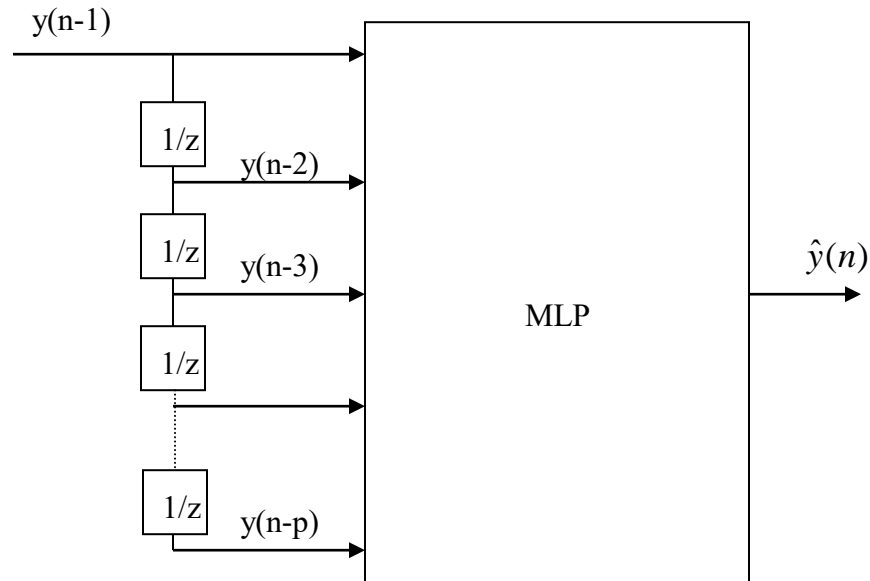 y(n-1)
1/z
y(n-2)
1/z
y(n-3)
ŷ(n)
MLP
1/z
1/z
y(n-p)